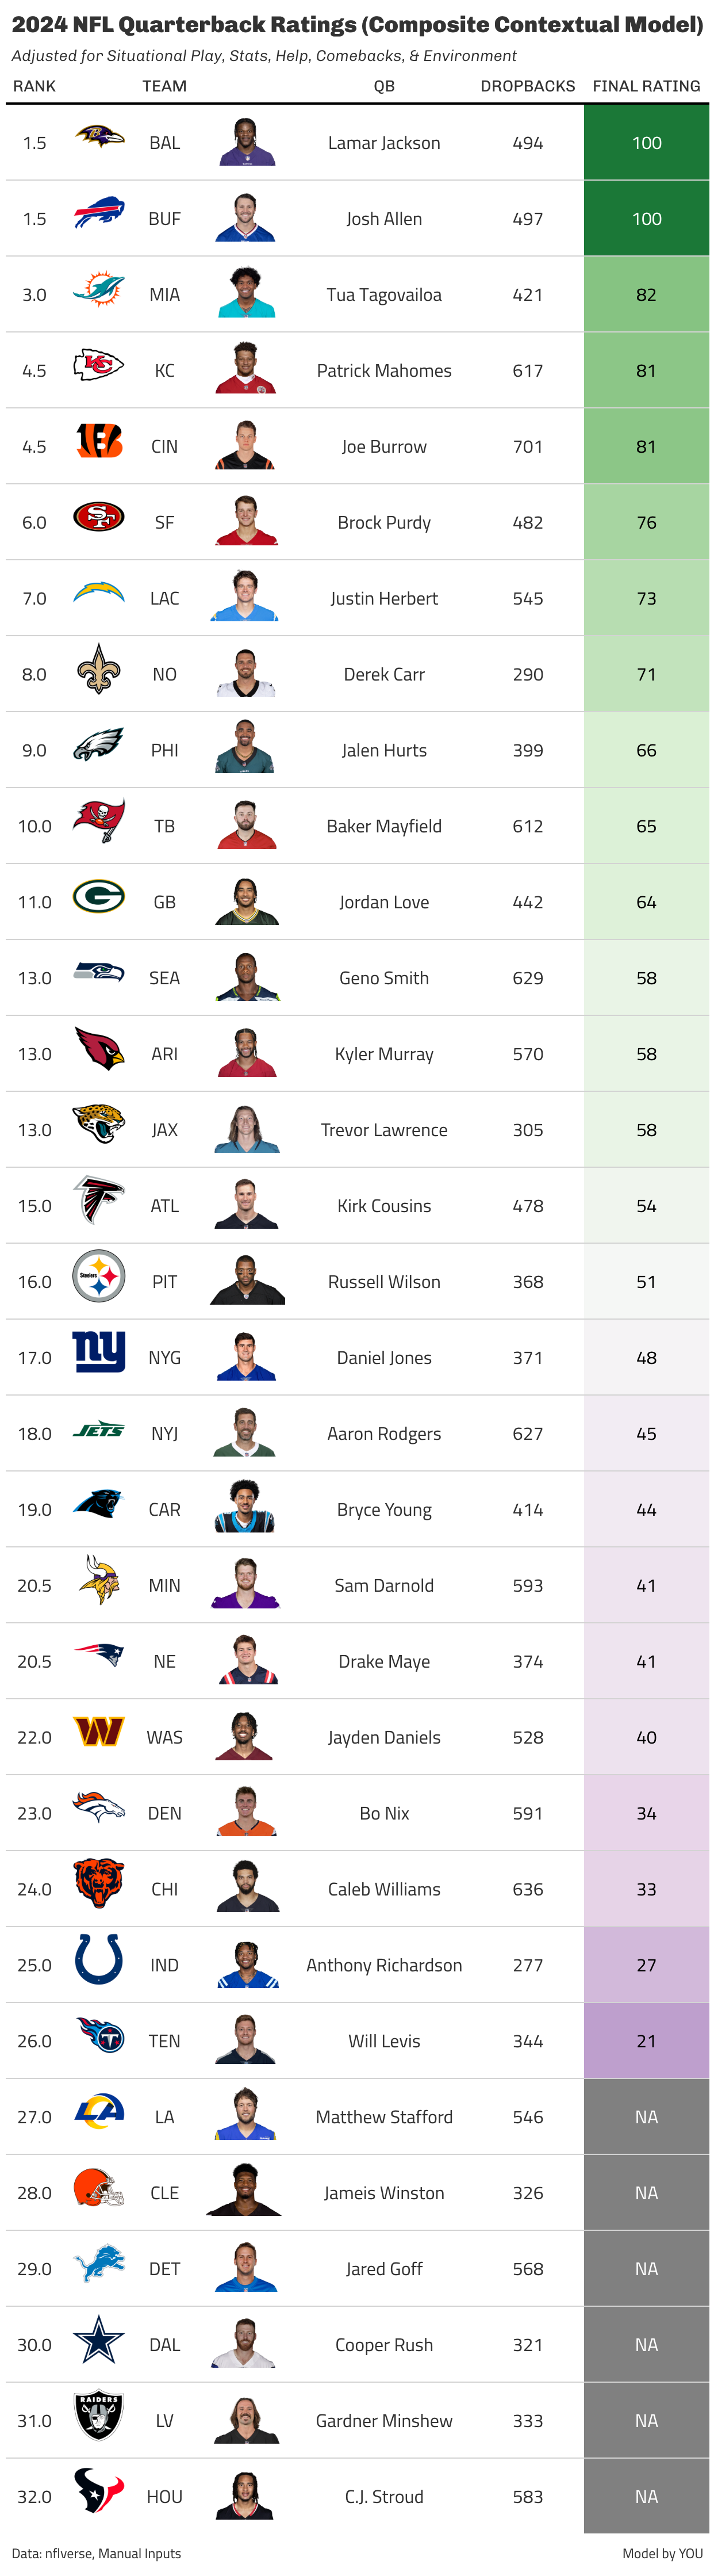 2024 NFL Quarterback Ratings (Composite Contextual Model)
Adjusted for Situational Play, Stats, Help, Comebacks, & Environment
RANK TEAM QB DROPBACKS FINAL RATING
1.5 BAL Lamar Jackson 494 100
1.5 BUF Josh Allen 497 100
3.0 MIA Tua Tagovailoa 421 82
4.5 KC Patrick Mahomes 617 81
4.5 CIN Joe Burrow 701 81
6.0 SF Brock Purdy 482 76
7.0 LAC Justin Herbert 545 73
8.0 NO Derek Carr 290 71
9.0 PHI Jalen Hurts 399 66
10.0 TB Baker Mayfield 612 65
11.0 GB Jordan Love 442 64
13.0 SEA Geno Smith 629 58
13.0 ARI Kyler Murray 570 58
13.0 JAX Trevor Lawrence 305 58
15.0 ATL Kirk Cousins 478 54
16.0 Steelers PIT Russell Wilson 368 51
17.0 ny NYG Daniel Jones 371 48
18.0 JETS NYJ Aaron Rodgers 627 45
19.0 CAR Bryce Young 414 44
20.5 MIN Sam Darnold 593 41
20.5 NE Drake Maye 374 41
22.0 W WAS Jayden Daniels 528 40
23.0 DEN Bo Nix 591 34
24.0 CHI Caleb Williams 636 33
25.0 IND Anthony Richardson 277 27
26.0 TEN Will Levis 344 21
27.0 LA LA Matthew Stafford 546 NA
28.0 CLE Jameis Winston 326 NA
29.0 DET Jared Goff 568 NA
30.0 DAL Cooper Rush 321 NA
31.0 RAIDERS LV Gardner Minshew 333 NA
32.0 HOU C.J. Stroud 583 NA
Data: nflverse, Manual Inputs Model by YOU